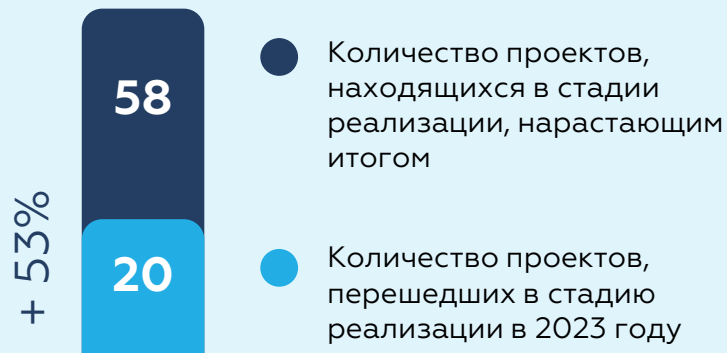 58
Количество проектов,
находящихся в стадии
реализации, нарастающим
итогом
+ 53%
20
Количество проектов,
перешедших в стадию
реализации в 2023 году